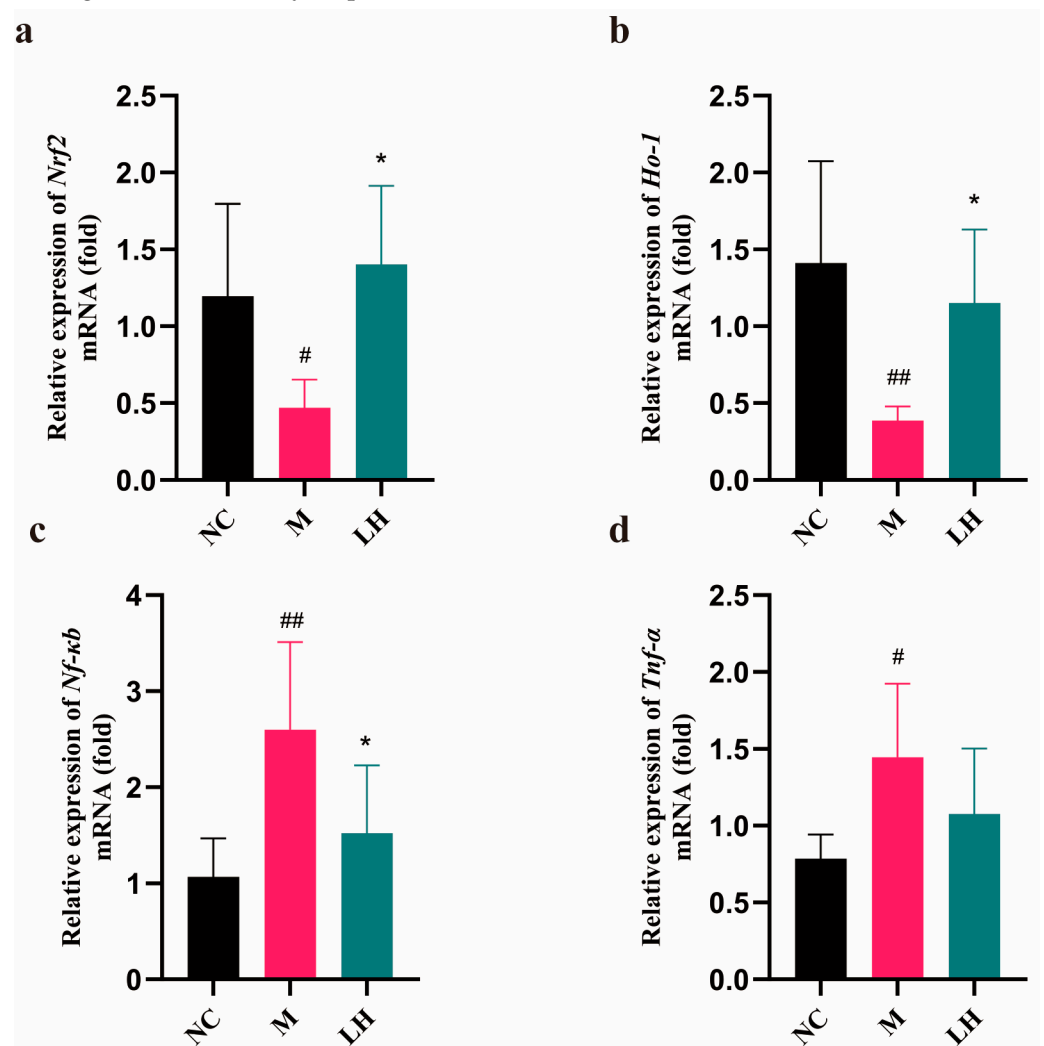 a
Relative expression of Nrf2
mRNA (fold)
2.5
2.0
1.5
1.0
0.5
0.0
#
*
NC
M
LH
b
Relative expression of Ho-1
mRNA (fold)
2.5
2.0
1.5
1.0
0.5
0.0
##
*
NC
M
LH
c
Relative expression of Nf-κb
mRNA (fold)
4
3
2
1
0
##
*
NC
M
LH
d
Relative expression of Tnf-α
mRNA (fold)
2.5
2.0
1.5
1.0
0.5
0.0
#
NC
M
LH